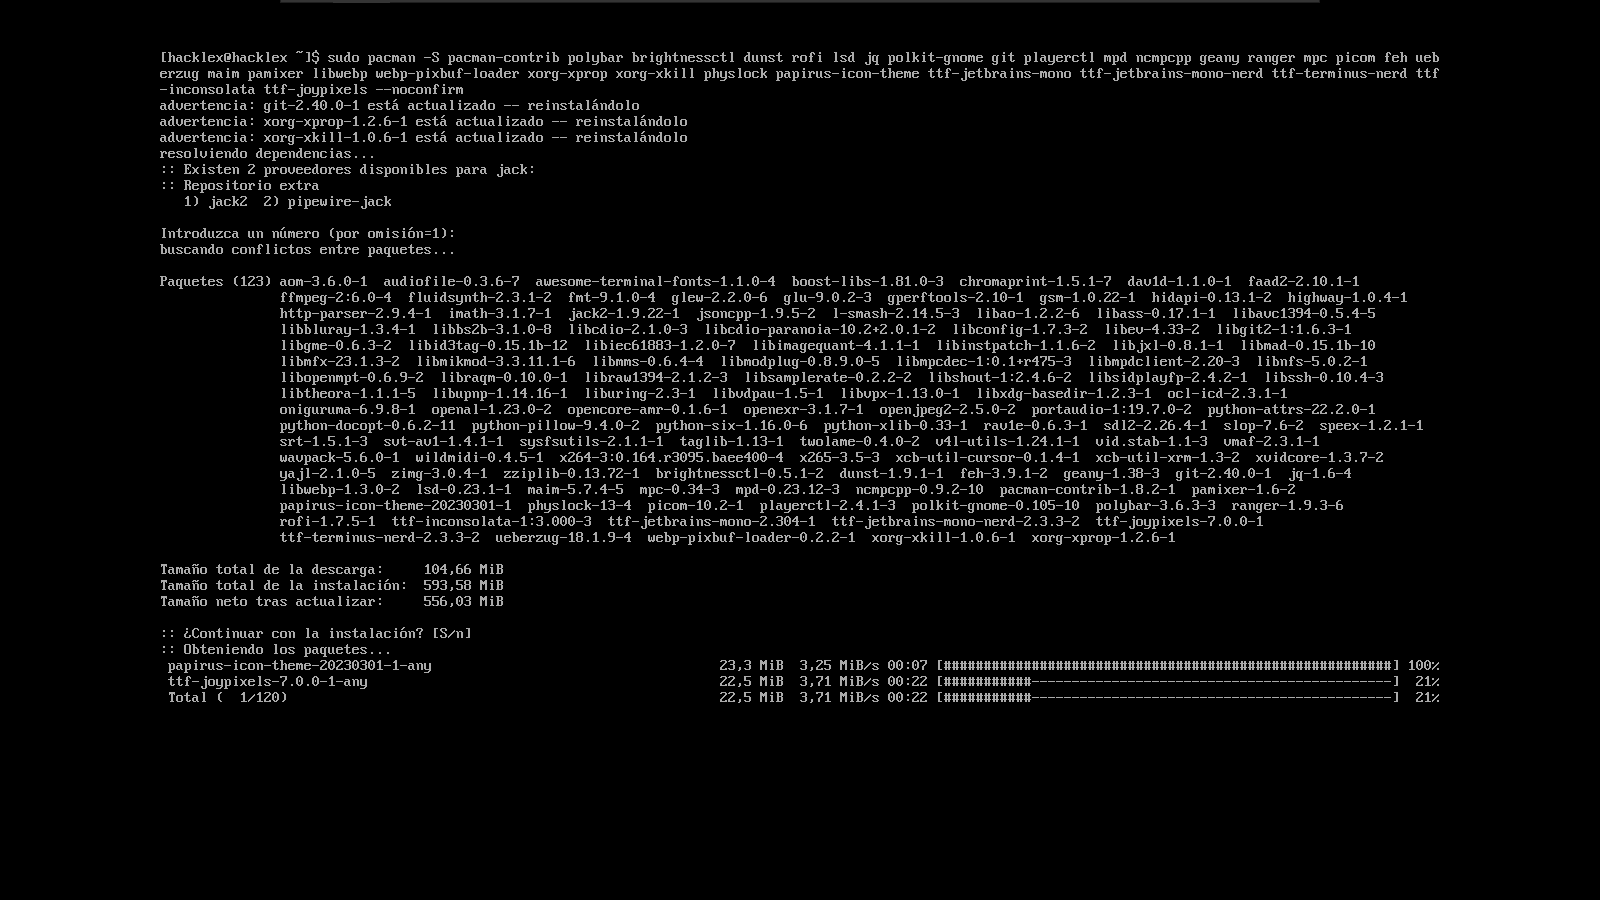 [hacklex@hacklex ~]$ sudo pacman -S pacman-contrib polybar brightnessctl dunst rofi lsd jq polkit-gnome git playerctl mpd ncmpcpp geany ranger mpc picom feh ueb
erzug maim pamixer libwebp webp-pixbuf-loader xorg-xprop xorg-xkill physlock papirus-icon-theme ttf-jetbrains-mono ttf-jetbrains-mono-nerd ttf-terminus-nerd ttf
-inconsolata ttf-joypixels --noconfirm
advertencia: git-2.40.0-1 está actualizado -- reinstalándolo
advertencia: xorg-xprop-1.2.6-1 está actualizado -- reinstalándolo
advertencia: xorg-xkill-1.0.6-1 está actualizado -- reinstalándolo
resolviendo dependencias...
:: Existen 2 proveedores disponibles para jack:
:: Repositorio extra
   1) jack2  2) pipewire-jack
Introduzca un número (por omisión=1):
buscando conflictos entre paquetes...
Paquetes (123) aom-3.6.0-1  audiofile-0.3.6-7  awesome-terminal-fonts-1.1.0-4  boost-libs-1.81.0-3  chromaprint-1.5.1-7  dav1d-1.1.0-1  faad2-2.10.1-1
ffmpeg-2:6.0-4  fluidsynth-2.3.1-2  fmt-9.1.0-4  glew-2.2.0-6  glu-9.0.2-3  gperftools-2.10-1  gsm-1.0.22-1  hidapi-0.13.1-2  highway-1.0.4-1
http-parser-2.9.4-1  imath-3.1.7-1  jack2-1.9.22-1  jsoncpp-1.9.5-2  l-smash-2.14.5-3  libao-1.2.2-6  libass-0.17.1-1  libavc1394-0.5.4-5
libbluray-1.3.4-1  libbs2b-3.1.0-8  libcdio-2.1.0-3  libcdio-paranoia-10.2+2.0.1-2  libconfig-1.7.3-2  libev-4.33-2  libgit2-1:1.6.3-1
libgme-0.6.3-2  libid3tag-0.15.1b-12  libiec61883-1.2.0-7  libimagequant-4.1.1-1  libinstpatch-1.1.6-2  libjxl-0.8.1-1  libmad-0.15.1b-10
libmfx-23.1.3-2  libmikmod-3.3.11.1-6  libmms-0.6.4-4  libmodplug-0.8.9.0-5  libmpcdec-1:0.1+r475-3  libmpdclient-2.20-3  libnfs-5.0.2-1
libopenmpt-0.6.9-2  libraqm-0.10.0-1  libraw1394-2.1.2-3  libsamplerate-0.2.2-2  libshout-1:2.4.6-2  libsidplayfp-2.4.2-1  libssh-0.10.4-3
libtheora-1.1.1-5  libupnp-1.14.16-1  liburing-2.3-1  libvdpau-1.5-1  libvpx-1.13.0-1  libxdg-basedir-1.2.3-1  ocl-icd-2.3.1-1
oniguruma-6.9.8-1  openal-1.23.0-2  opencore-amr-0.1.6-1  openexr-3.1.7-1  openjpeg2-2.5.0-2  portaudio-1:19.7.0-2  python-attrs-22.2.0-1
python-docopt-0.6.2-11  python-pillow-9.4.0-2  python-six-1.16.0-6  python-xlib-0.33-1  rav1e-0.6.3-1  sdl2-2.26.4-1  slop-7.6-2  speex-1.2.1-1
srt-1.5.1-3  svt-av1-1.4.1-1  sysfsutils-2.1.1-1  taglib-1.13-1  twolame-0.4.0-2  v4l-utils-1.24.1-1  vid.stab-1.1-3  vmaf-2.3.1-1
wavpack-5.6.0-1  wildmidi-0.4.5-1  x264-3:0.164.r3095.baee400-4  x265-3.5-3  xcb-util-cursor-0.1.4-1  xcb-util-xrm-1.3-2  xvidcore-1.3.7-2
yajl-2.1.0-5  zimg-3.0.4-1  zziplib-0.13.72-1  brightnessctl-0.5.1-2  dunst-1.9.1-1  feh-3.9.1-2  geany-1.38-3  git-2.40.0-1  jq-1.6-4
libwebp-1.3.0-2  lsd-0.23.1-1  maim-5.7.4-5  mpc-0.34-3  mpd-0.23.12-3  ncmpcpp-0.9.2-10  pacman-contrib-1.8.2-1  pamixer-1.6-2
papirus-icon-theme-20230301-1  physlock-13-4  picom-10.2-1  playerctl-2.4.1-3  polkit-gnome-0.105-10  polybar-3.6.3-3  ranger-1.9.3-6
rofi-1.7.5-1  ttf-inconsolata-1:3.000-3  ttf-jetbrains-mono-2.304-1  ttf-jetbrains-mono-nerd-2.3.3-2  ttf-joypixels-7.0.0-1
ttf-terminus-nerd-2.3.3-2  ueberzug-18.1.9-4  webp-pixbuf-loader-0.2.2-1  xorg-xkill-1.0.6-1  xorg-xprop-1.2.6-1
Tamaño total de la descarga:     104,66 MiB
Tamaño total de la instalación:  593,58 MiB
Tamaño neto tras actualizar:     556,03 MiB
:: ¿Continuar con la instalación? [S/n]
:: Obteniendo los paquetes...
papirus-icon-theme-20230301-1-any  23,3 MiB  3,25 MiB/s 00:07 [########################################################] 100%
ttf-joypixels-7.0.0-1-any  22,5 MiB  3,71 MiB/s 00:22 [###########---------------------------------------------]  21%
Total (  1/120)  22,5 MiB  3,71 MiB/s 00:22 [###########---------------------------------------------]  21%